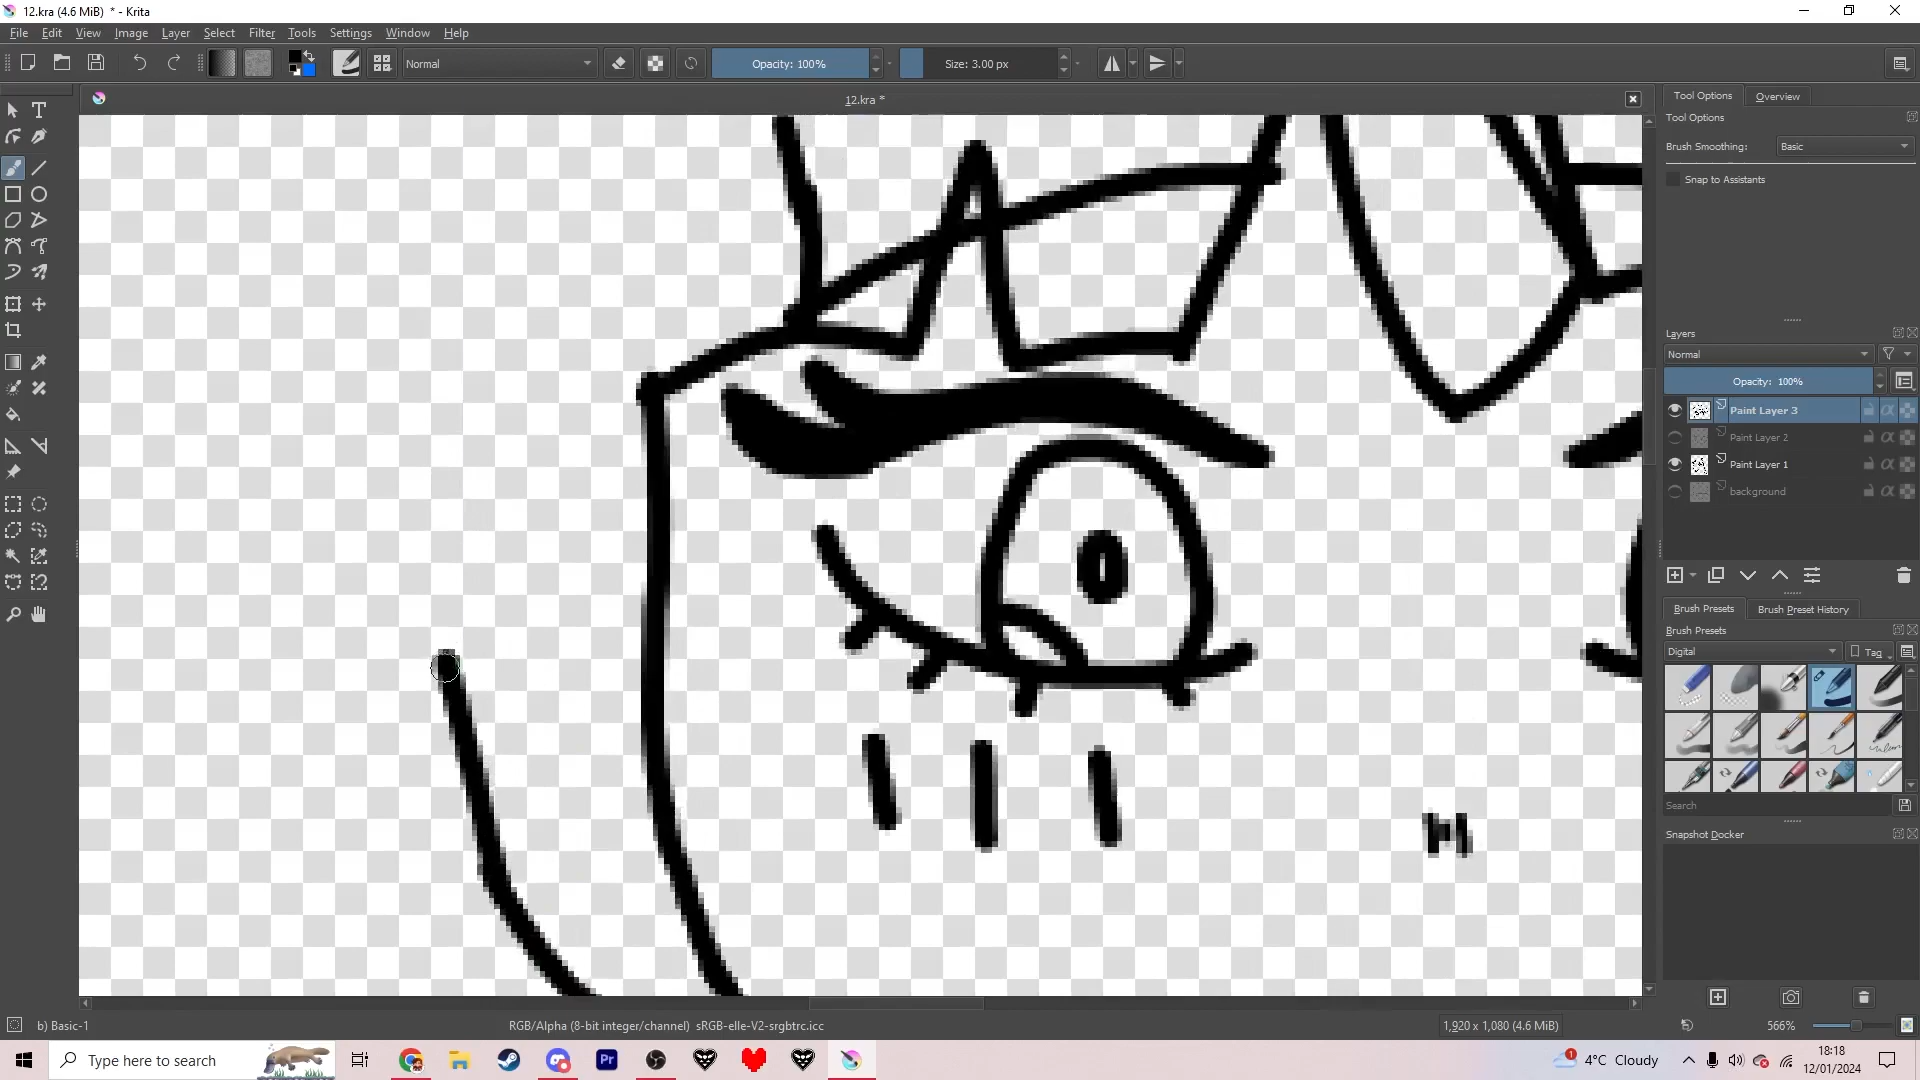 12.kra (4.6 MiB)  * - Krita
File Edit View Image Layer Select Filter Tools Settings Window Help
Normal Opacity: 100% Size: 3.00 px
12.kra *
Tool Options Overview
Tool Options
Brush Smoothing: Basic
Snap to Assistants
Layers
Normal
Opacity: 100%
Paint Layer 3
Paint Layer 2
Paint Layer 1
background
Brush Presets Brush Preset History
Brush Presets
Digital Tag
Search
Snapshot Docker
b) Basic-1 RGB/Alpha (8-bit integer/channel)  sRGB-elle-V2-srgbtrc.icc 1,920 x 1,080 (4.6 MiB) 566%
Type here to search 1 4°C Cloudy 18:18
12/01/2024